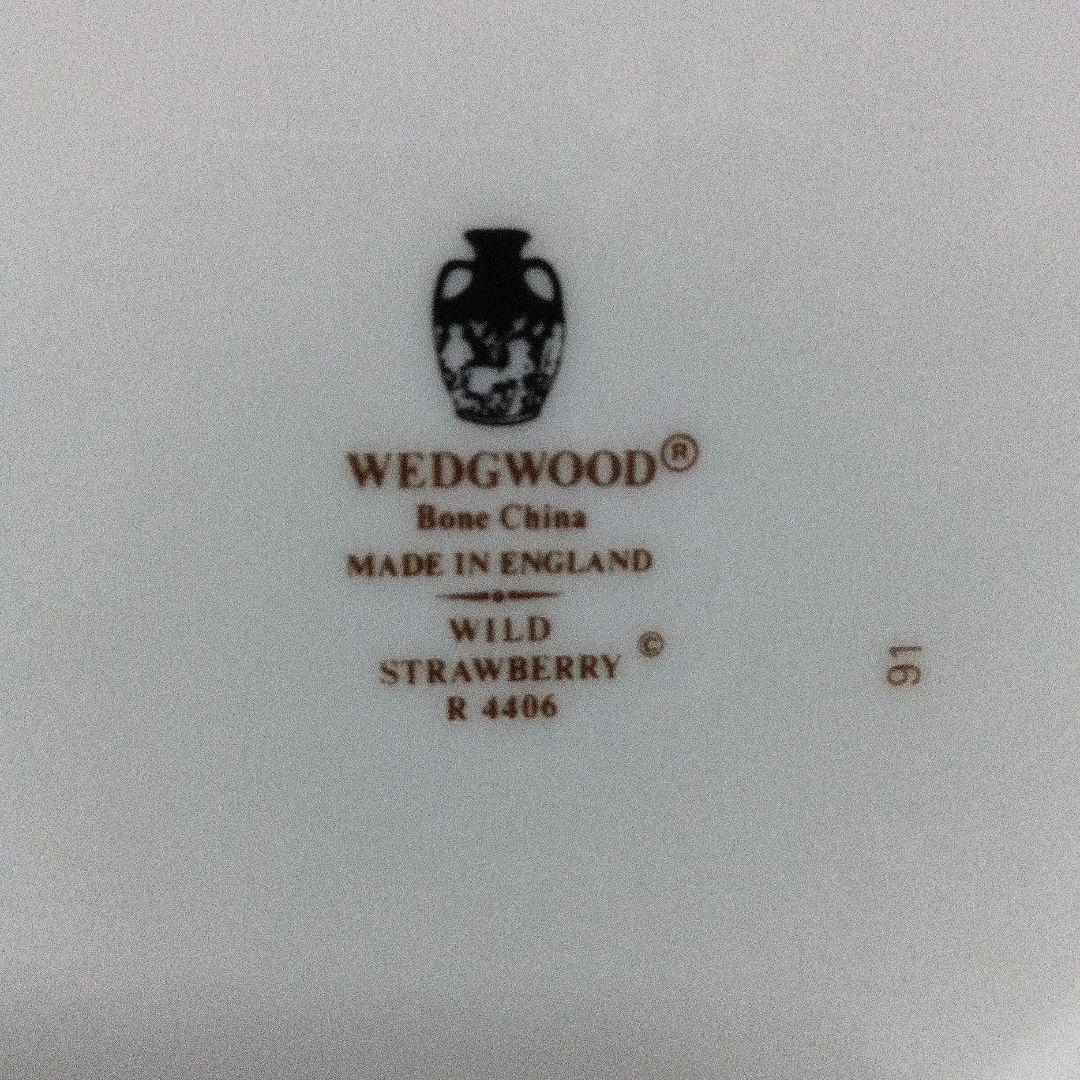 WEDGWOOD®
Bone China
MADE IN ENGLAND
WILD
STRAWBERRY ©
R 4406
91